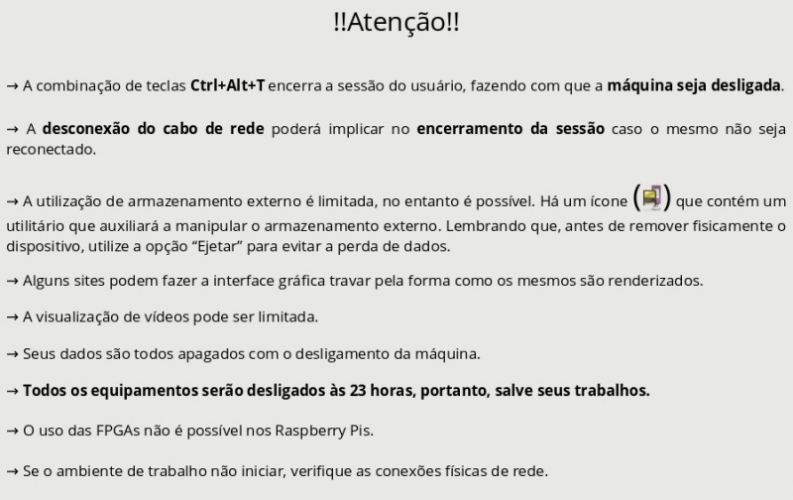 !!Atenção!!
→ A combinação de teclas Ctrl+Alt+T encerra a sessão do usuário, fazendo com que a máquina seja desligada.
→ A desconexão do cabo de rede poderá implicar no encerramento da sessão caso o mesmo não seja
reconectado.
→ A utilização de armazenamento externo é limitada, no entanto é possível. Há um ícone () que contém um
utilitário que auxiliará a manipular o armazenamento externo. Lembrando que, antes de remover fisicamente o
dispositivo, utilize a opção “Ejetar” para evitar a perda de dados.
→ Alguns sites podem fazer a interface gráfica travar pela forma como os mesmos são renderizados.
→ A visualização de vídeos pode ser limitada.
→ Seus dados são todos apagados com o desligamento da máquina.
→ Todos os equipamentos serão desligados às 23 horas, portanto, salve seus trabalhos.
→ O uso das FPGAs não é possível nos Raspberry Pis.
→ Se o ambiente de trabalho não iniciar, verifique as conexões físicas de rede.